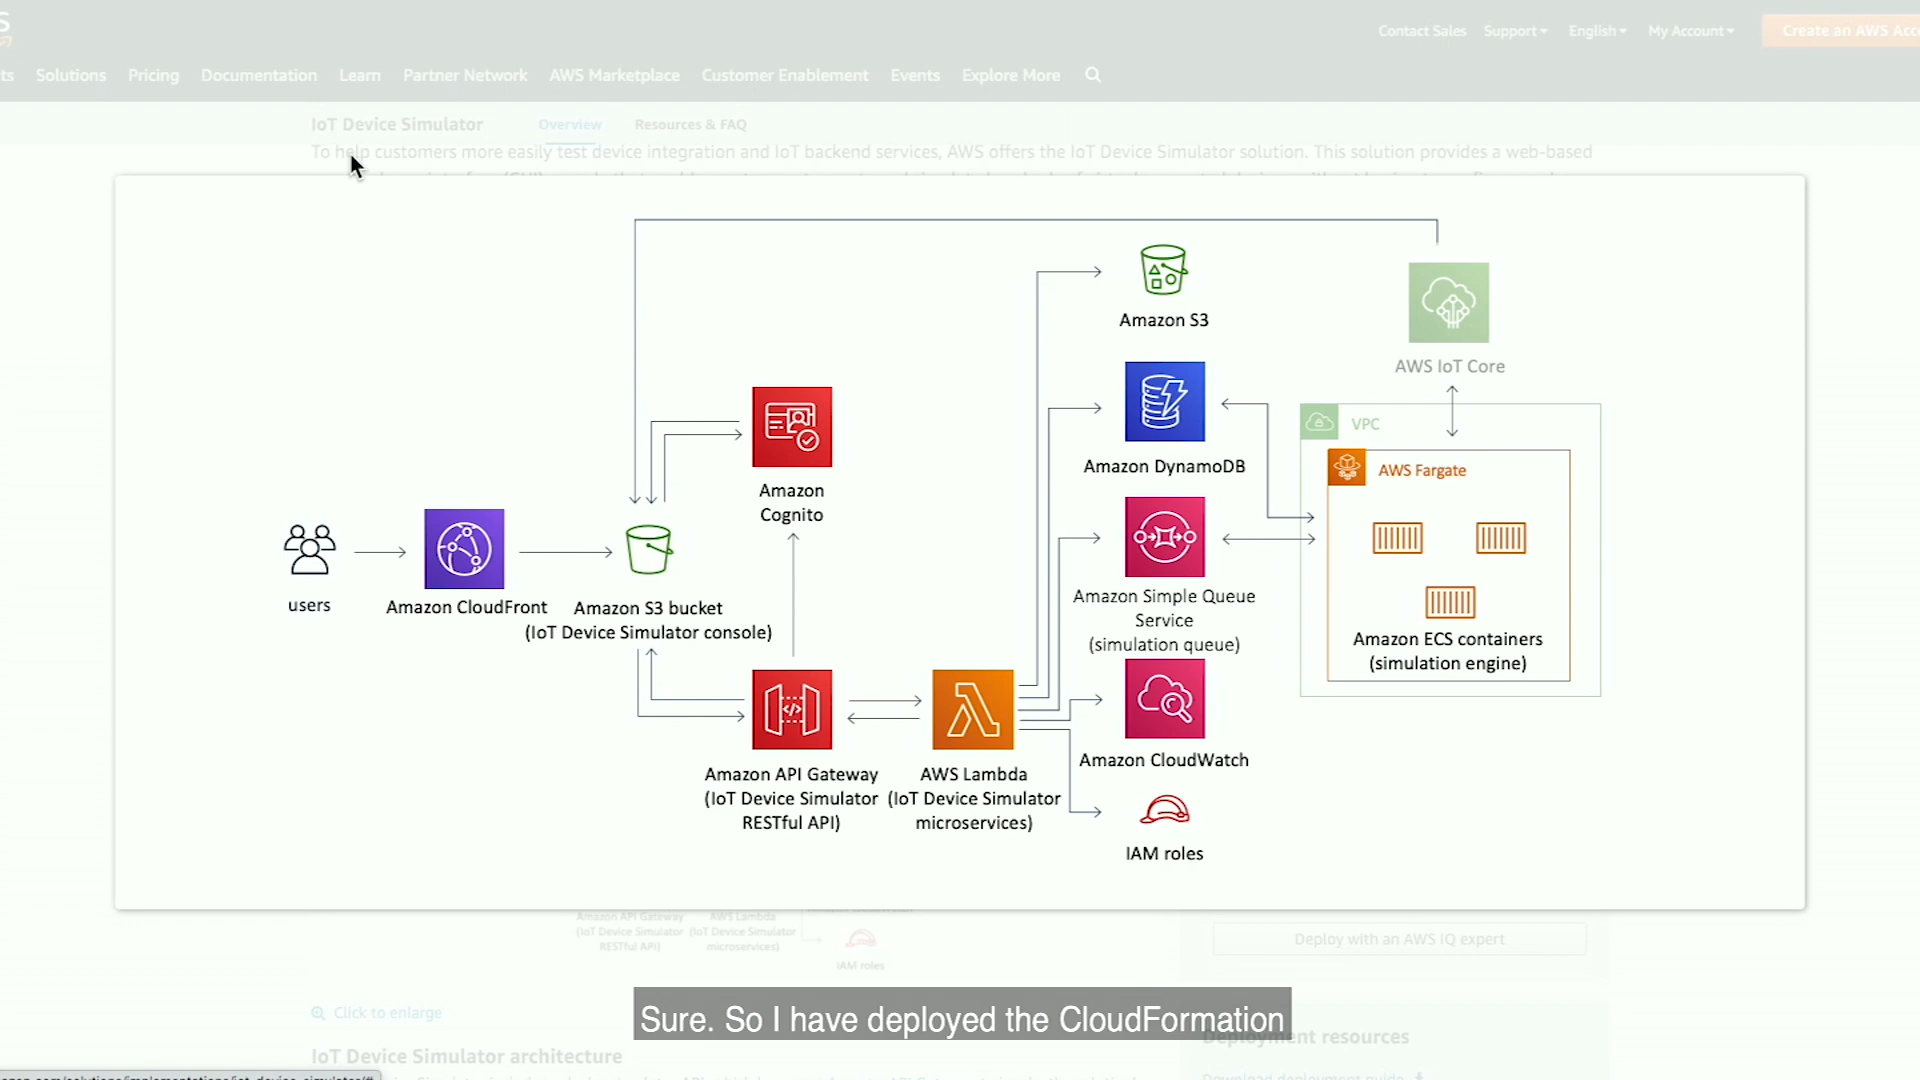 Contact Sales Support English My Account Create an AWS Acc
ts Solutions Pricing Documentation Learn Partner Network AWS Marketplace Customer Enablement Events Explore More
IoT Device Simulator Overview Resources & FAQ
To help customers more easily test device integration and IoT backend services, AWS offers the IoT Device Simulator solution. This solution provides a web-based
Amazon S3
AWS IoT Core
VPC
Amazon DynamoDB
AWS Fargate
Amazon
Cognito
users
Amazon CloudFront
Amazon S3 bucket
(IoT Device Simulator console)
Amazon Simple Queue
Service
(simulation queue)
Amazon ECS containers
(simulation engine)
Amazon CloudWatch
Amazon API Gateway
(IoT Device Simulator
RESTful API)
AWS Lambda
(IoT Device Simulator
microservices)
IAM roles
Amazon API Gateway
(IoT Device Simulator
RESTful API)
AWS Lambda
(IoT Device Simulator
microservices)
IAM roles
Deploy with an AWS IQ expert
Click to enlarge
Sure. So I have deployed the CloudFormation
Deployment resources
IoT Device Simulator architecture